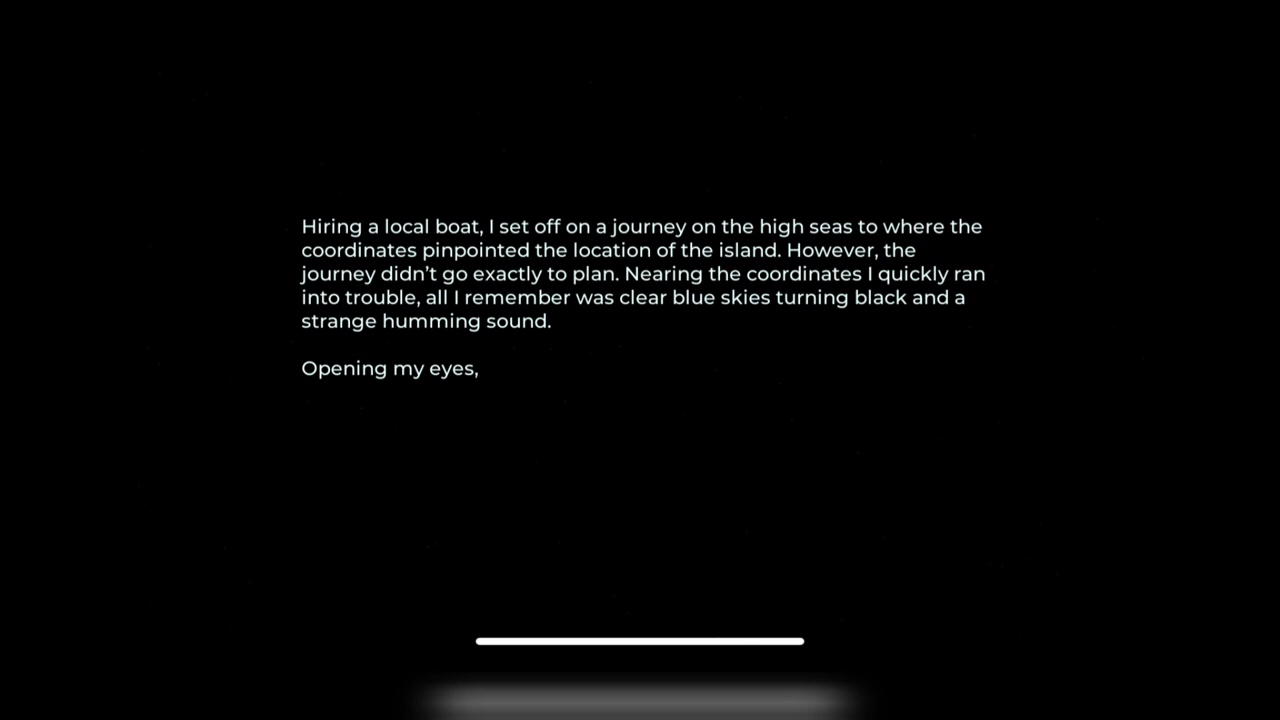 Hiring a local boat, I set off on a journey on the high seas to where the
coordinates pinpointed the location of the island. However, the
journey didn’t go exactly to plan. Nearing the coordinates I quickly ran
into trouble, all I remember was clear blue skies turning black and a
strange humming sound.
Opening my eyes,